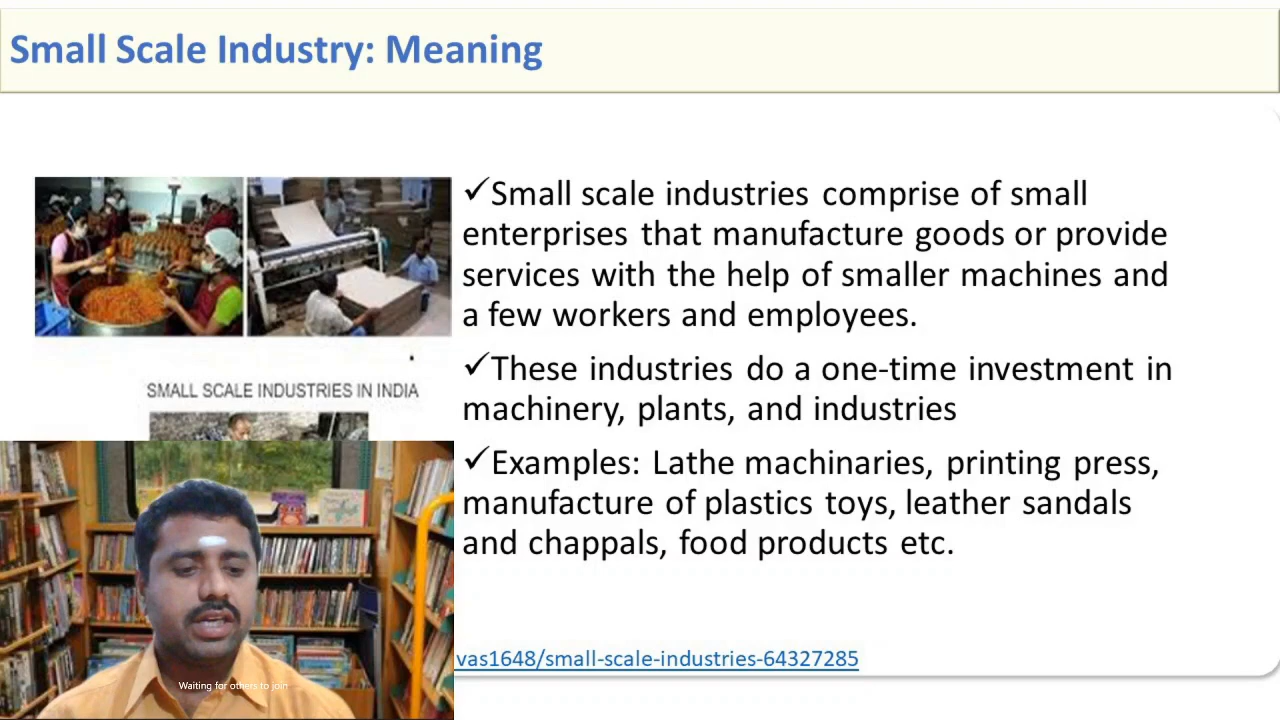 Small Scale Industry: Meaning
✓Small scale industries comprise of small
enterprises that manufacture goods or provide
services with the help of smaller machines and
a few workers and employees.
✓These industries do a one-time investment in
machinery, plants, and industries
✓Examples: Lathe machinaries, printing press,
manufacture of plastics toys, leather sandals
and chappals, food products etc.
SMALL SCALE INDUSTRIES IN INDIA
vas1648/small-scale-industries-64327285
Waiting for others to join